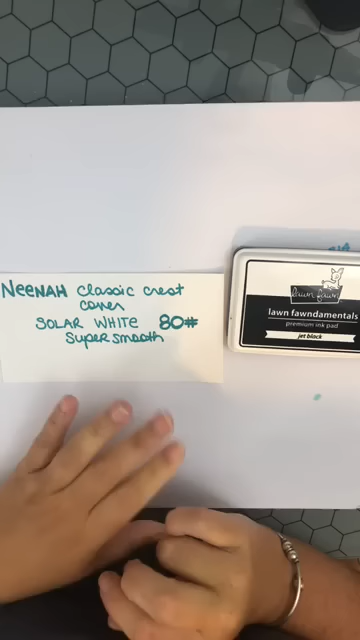 NEENAH classic crest
cover
SOLAR WHITE 80#
super smooth
lawn fawn
lawn fawndamentals
premium ink pad
jet black